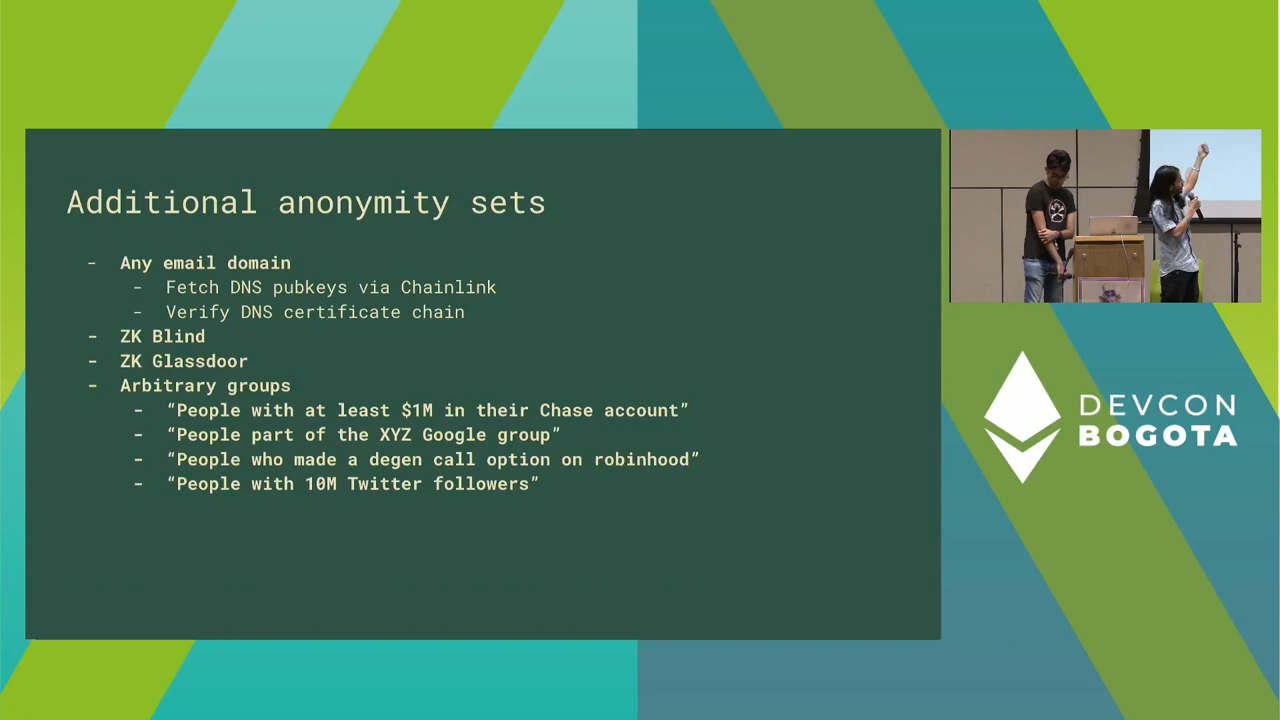 Additional anonymity sets
- Any email domain
- Fetch DNS pubkeys via Chainlink
- Verify DNS certificate chain
- ZK Blind
- ZK Glassdoor
- Arbitrary groups
- “People with at least $1M in their Chase account”
- “People part of the XYZ Google group”
- “People who made a degen call option on robinhood”
- “People with 10M Twitter followers”
DEVCON
BOGOTA